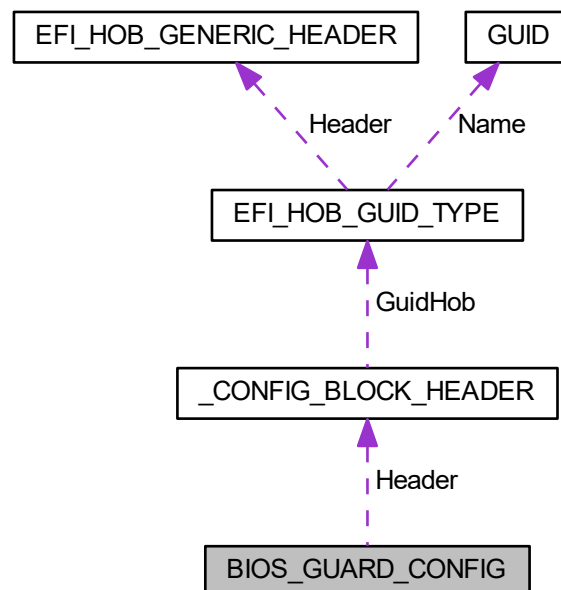 EFI_HOB_GENERIC_HEADER
GUID
Header
Name
EFI_HOB_GUID_TYPE
GuidHob
_CONFIG_BLOCK_HEADER
Header
BIOS_GUARD_CONFIG